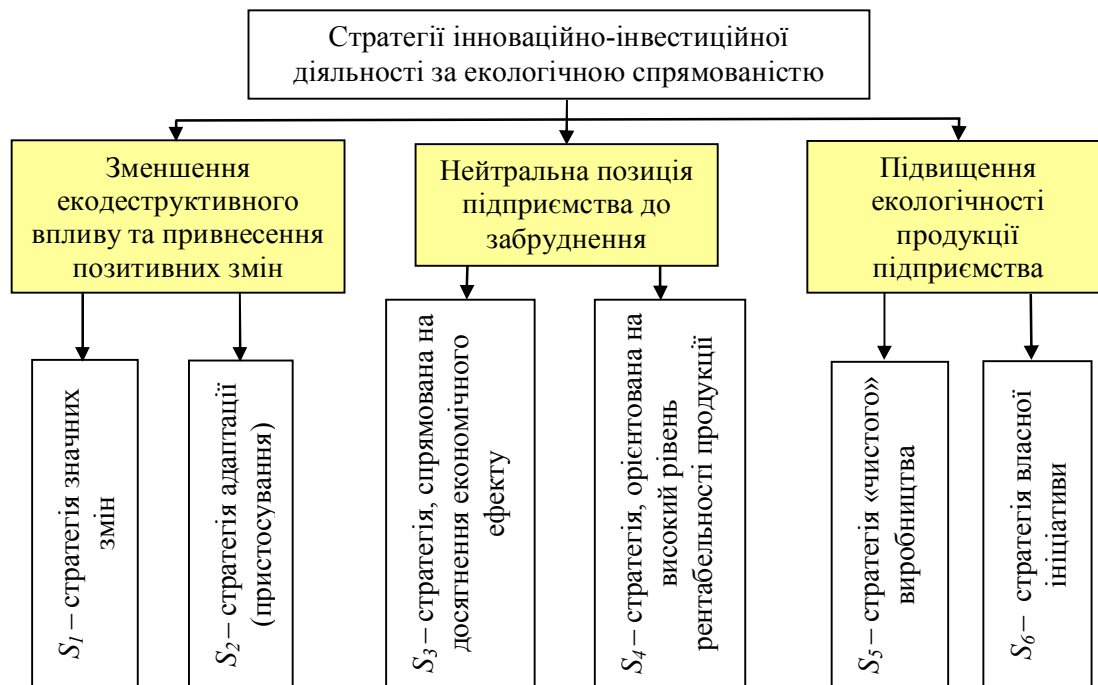 Стратегії інноваційно-інвестиційної
діяльності за екологічною спрямованістю
Зменшення
екодеструктивного
впливу та привнесення
позитивних змін
Нейтральна позиція
підприємства до
забруднення
Підвищення
екологічності
продукції
підприємства
S1 – стратегія значних
змін
S2 – стратегія адаптації
(пристосування)
S3 – стратегія, спрямована на
досягнення економічного
ефекту
S4 – стратегія, орієнтована на
високий рівень
рентабельності продукції
S5 – стратегія «чистого»
виробництва
S6 – стратегія власної
ініціативи